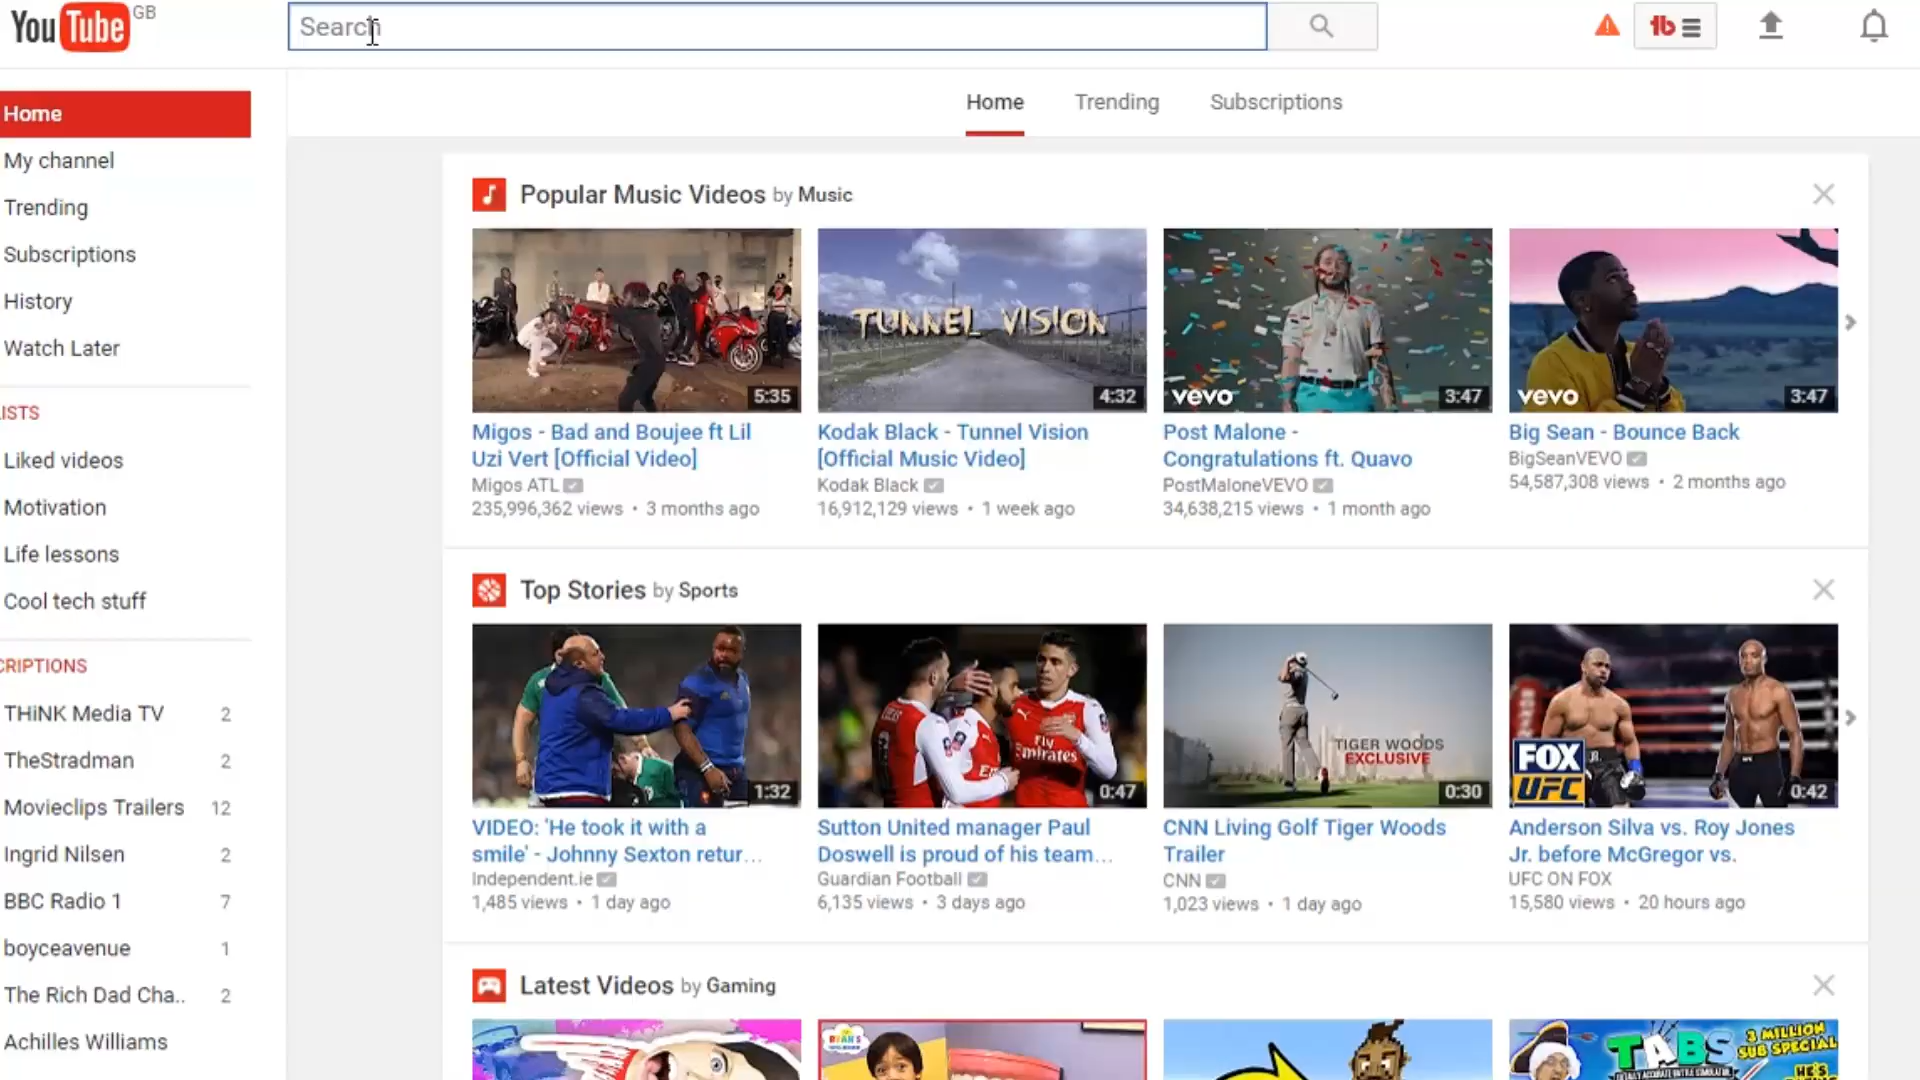 YouTube GB
Search
Home Trending Subscriptions
Home
My channel
Trending
Subscriptions
History
Watch Later
ISTS
Liked videos
Motivation
Life lessons
Cool tech stuff
CRIPTIONS
THiNK Media TV 2
TheStradman 2
Movieclips Trailers 12
Ingrid Nilsen 2
BBC Radio 1 7
boyceavenue 1
The Rich Dad Cha.. 2
Achilles Williams
Popular Music Videos by Music
5:35
Migos - Bad and Boujee ft Lil
Uzi Vert [Official Video]
Migos ATL
235,996,362 views • 3 months ago
TUNNEL VISION
4:32
Kodak Black - Tunnel Vision
[Official Music Video]
Kodak Black
16,912,129 views • 1 week ago
vevo 3:47
Post Malone -
Congratulations ft. Quavo
PostMaloneVEVO
34,638,215 views • 1 month ago
vevo 3:47
Big Sean - Bounce Back
BigSeanVEVO
54,587,308 views • 2 months ago
Top Stories by Sports
1:32
VIDEO: 'He took it with a
smile' - Johnny Sexton retur...
Independent.ie
1,485 views • 1 day ago
Fly
Emirates
0:47
Sutton United manager Paul
Doswell is proud of his team...
Guardian Football
6,135 views • 3 days ago
TIGER WOODS
EXCLUSIVE
0:30
CNN Living Golf Tiger Woods
Trailer
CNN
1,023 views • 1 day ago
FOX
UFC
0:42
Anderson Silva vs. Roy Jones
Jr. before McGregor vs.
UFC ON FOX
15,580 views • 20 hours ago
Latest Videos by Gaming
RYAN'S
TABS
3 MILLION
SUB SPECIAL
TOTALLY ACCURATE BATTLE SIMULATOR
HE'S